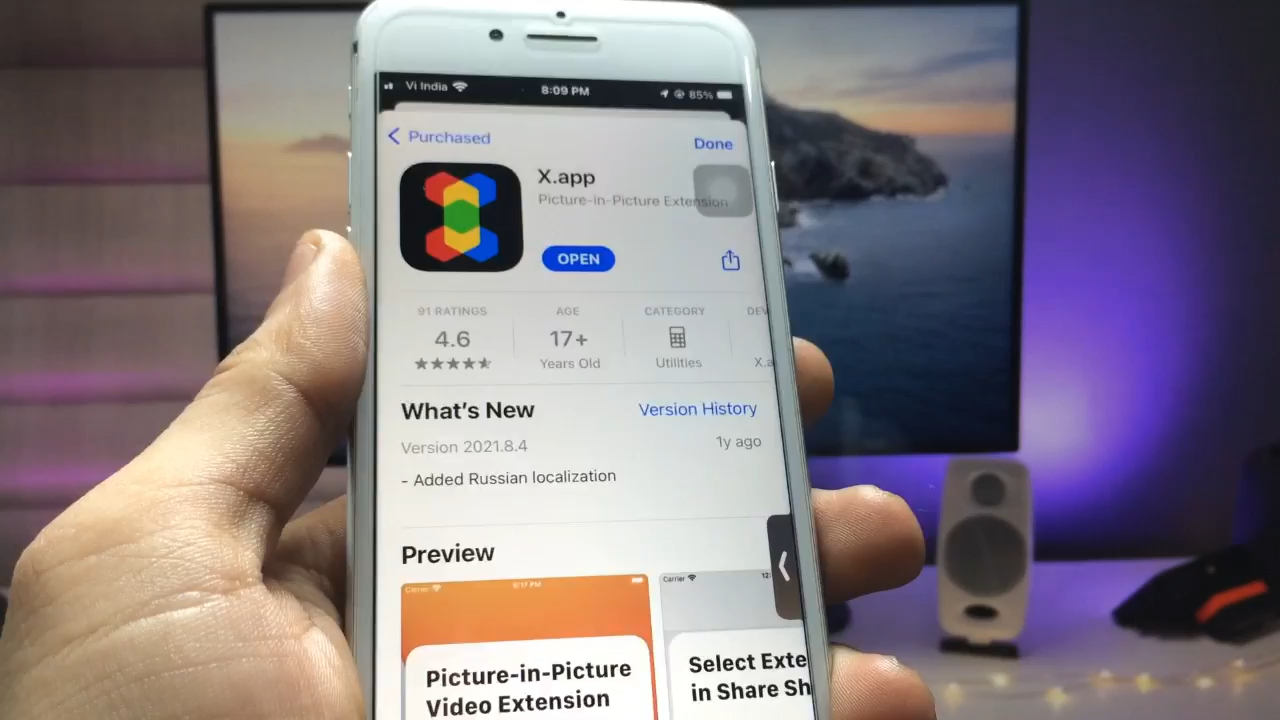 Vi India 8:09 PM 85%
Purchased Done
X.app
Picture-in-Picture Extension
OPEN
91 RATINGS AGE CATEGORY DEV
4.6 17+
Years Old Utilities X.a
What's New Version History
Version 2021.8.4 1y ago
- Added Russian localization
Preview
Carrier 9:17 PM Carrier 12:
Picture-in-Picture Select Exte
Video Extension in Share Sh